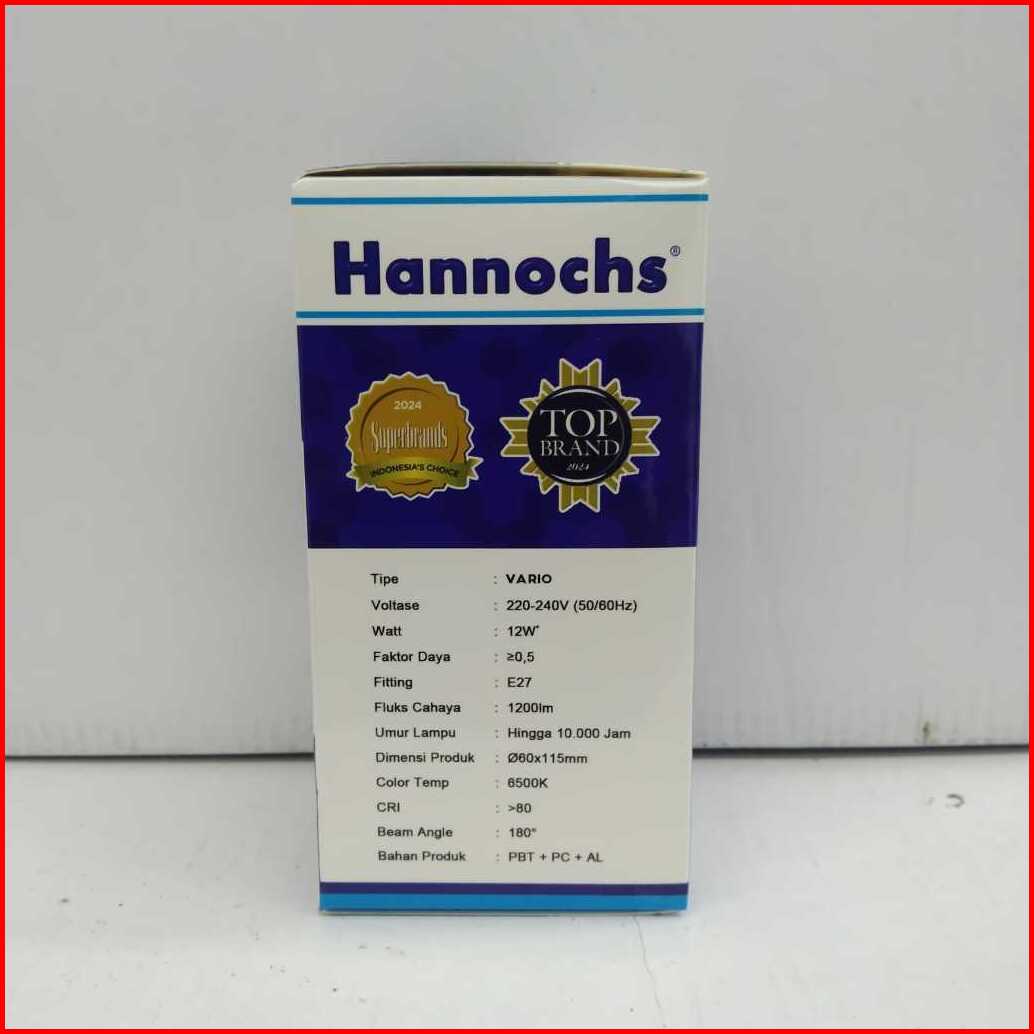 Hannochs®
2024
Superbrands
INDONESIA'S CHOICE
TOP
BRAND
2024
Tipe : VARIO
Voltase : 220-240V (50/60Hz)
Watt : 12W*
Faktor Daya : ≥0,5
Fitting : E27
Fluks Cahaya : 1200lm
Umur Lampu : Hingga 10.000 Jam
Dimensi Produk : Ø60x115mm
Color Temp : 6500K
CRI : >80
Beam Angle : 180°
Bahan Produk : PBT + PC + AL